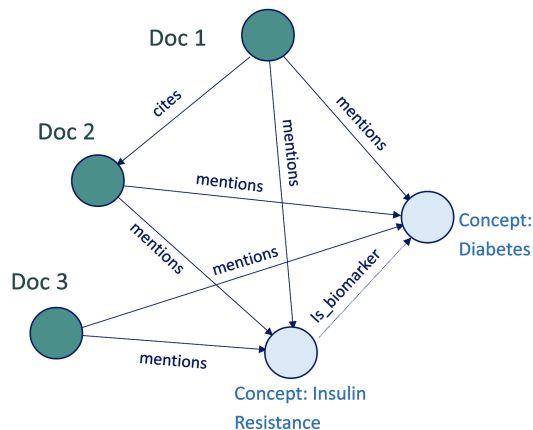 Doc 1
cites
mentions
mentions
Doc 2
mentions
mentions
Concept:
Diabetes
mentions
Is_biomarker
Doc 3
mentions
Concept: Insulin
Resistance